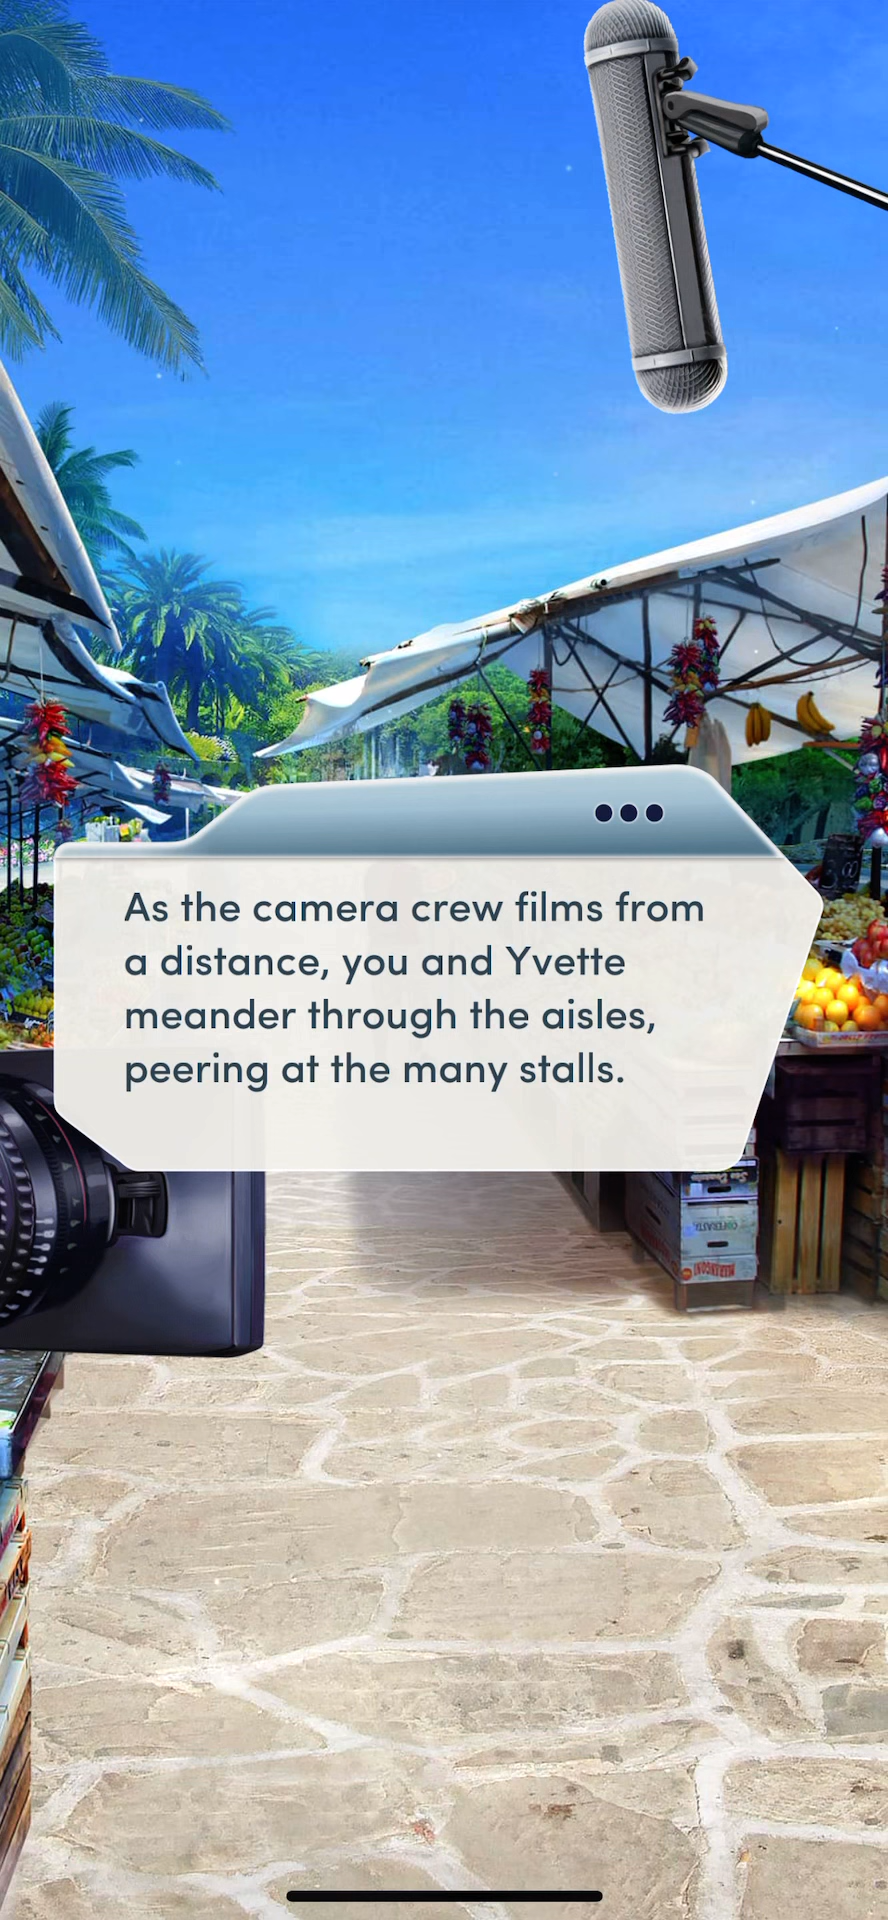 As the camera crew films from
a distance, you and Yvette
meander through the aisles,
peering at the many stalls.